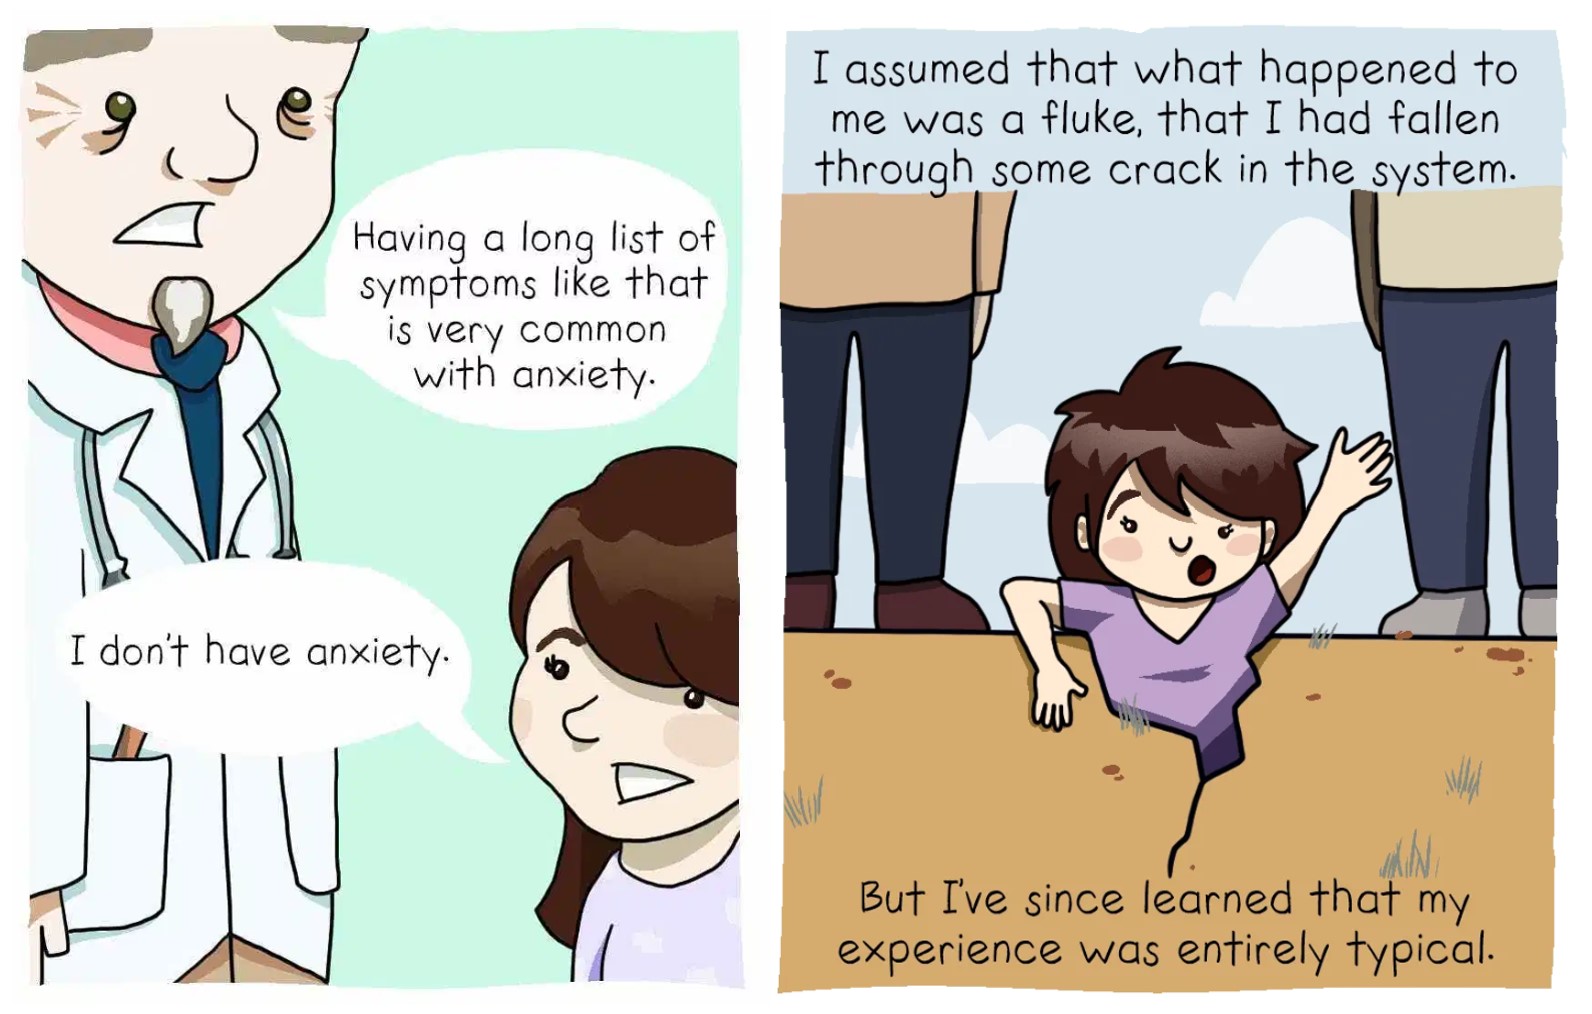 Having a long list of
symptoms like that
is very common
with anxiety.
I don't have anxiety.
I assumed that what happened to
me was a fluke, that I had fallen
through some crack in the system.
But I've since learned that my
experience was entirely typical.